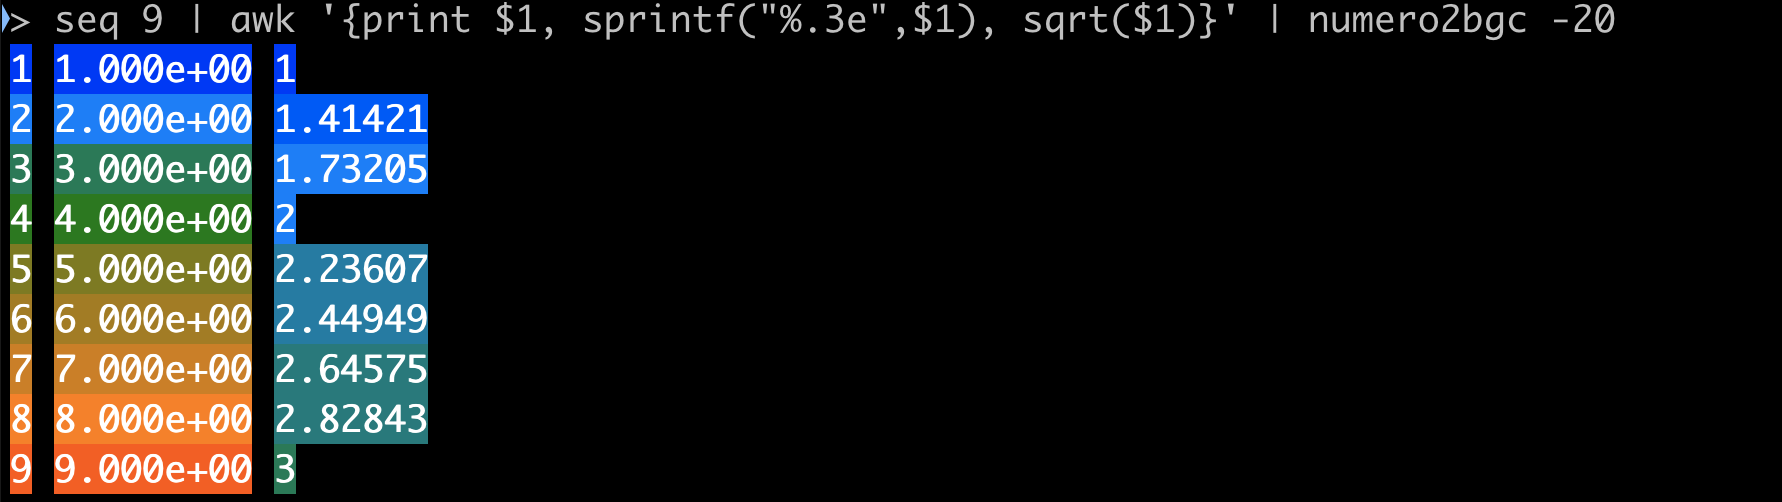 > seq 9 | awk '{print $1, sprintf("%.3e",$1), sqrt($1)}' | numero2bgc -20
1 1.000e+00 1
2 2.000e+00 1.41421
3 3.000e+00 1.73205
4 4.000e+00 2
5 5.000e+00 2.23607
6 6.000e+00 2.44949
7 7.000e+00 2.64575
8 8.000e+00 2.82843
9 9.000e+00 3